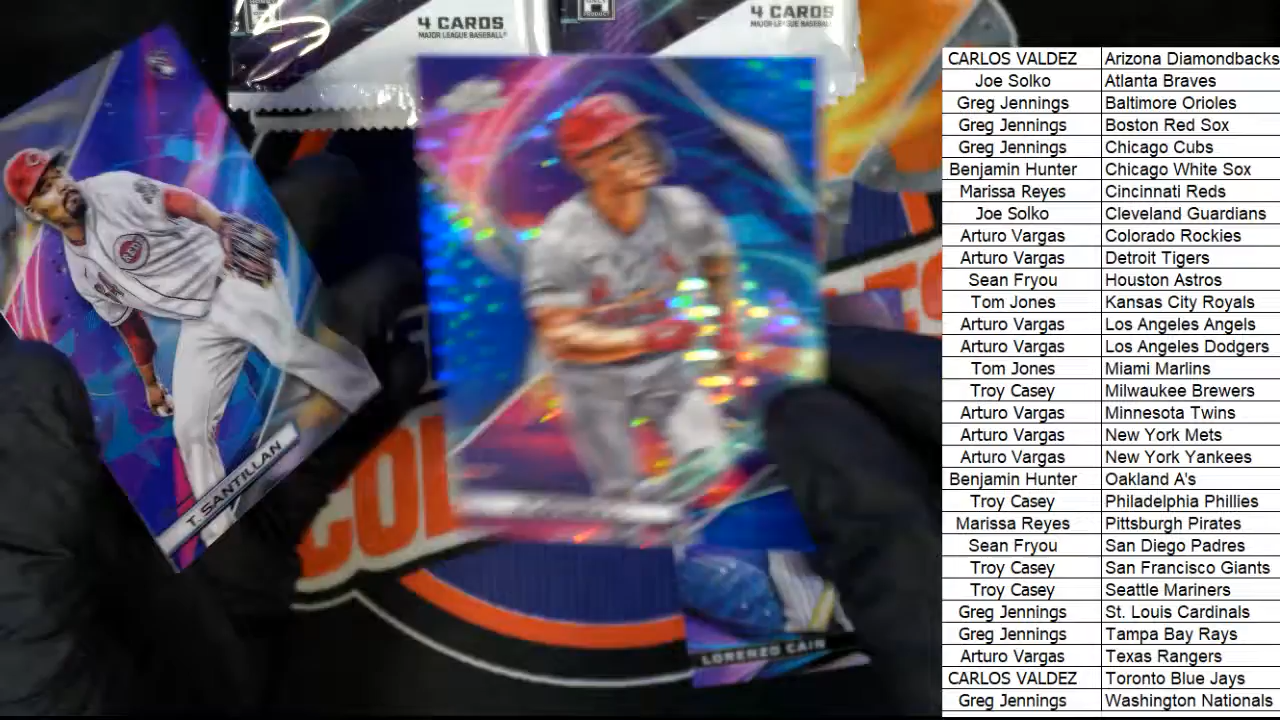 4 CARDS
MAJOR LEAGUE BASEBALL
4 CARDS
MAJOR LEAGUE BASEBALL
REDS
T. SANTILLAN
LORENZO CAIN
COL
CARLOS VALDEZ Arizona Diamondbacks
Joe Solko Atlanta Braves
Greg Jennings Baltimore Orioles
Greg Jennings Boston Red Sox
Greg Jennings Chicago Cubs
Benjamin Hunter Chicago White Sox
Marissa Reyes Cincinnati Reds
Joe Solko Cleveland Guardians
Arturo Vargas Colorado Rockies
Arturo Vargas Detroit Tigers
Sean Fryou Houston Astros
Tom Jones Kansas City Royals
Arturo Vargas Los Angeles Angels
Arturo Vargas Los Angeles Dodgers
Tom Jones Miami Marlins
Troy Casey Milwaukee Brewers
Arturo Vargas Minnesota Twins
Arturo Vargas New York Mets
Arturo Vargas New York Yankees
Benjamin Hunter Oakland A's
Troy Casey Philadelphia Phillies
Marissa Reyes Pittsburgh Pirates
Sean Fryou San Diego Padres
Troy Casey San Francisco Giants
Troy Casey Seattle Mariners
Greg Jennings St. Louis Cardinals
Greg Jennings Tampa Bay Rays
Arturo Vargas Texas Rangers
CARLOS VALDEZ Toronto Blue Jays
Greg Jennings Washington Nationals